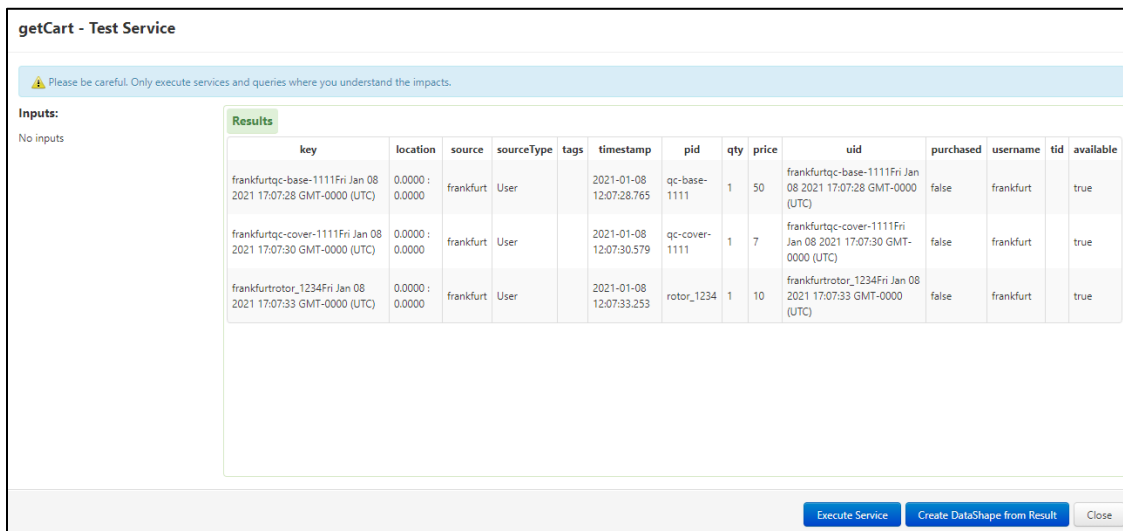 getCart - Test Service
Please be careful. Only execute services and queries where you understand the impacts.
Inputs:
No inputs
Results
key location source sourceType tags timestamp pid qty price uid purchased username tid available
frankfurtqc-base-1111Fri Jan 08 2021 17:07:28 GMT-0000 (UTC) 0.0000 : 0.0000 frankfurt User 2021-01-08 12:07:28.765 qc-base-1111 1 50 frankfurtqc-base-1111Fri Jan 08 2021 17:07:28 GMT-0000 (UTC) false frankfurt true
frankfurtqc-cover-1111Fri Jan 08 2021 17:07:30 GMT-0000 (UTC) 0.0000 : 0.0000 frankfurt User 2021-01-08 12:07:30.579 qc-cover-1111 1 7 frankfurtqc-cover-1111Fri Jan 08 2021 17:07:30 GMT-0000 (UTC) false frankfurt true
frankfurtrotor_1234Fri Jan 08 2021 17:07:33 GMT-0000 (UTC) 0.0000 : 0.0000 frankfurt User 2021-01-08 12:07:33.253 rotor_1234 1 10 frankfurtrotor_1234Fri Jan 08 2021 17:07:33 GMT-0000 (UTC) false frankfurt true
Execute Service Create DataShape from Result Close